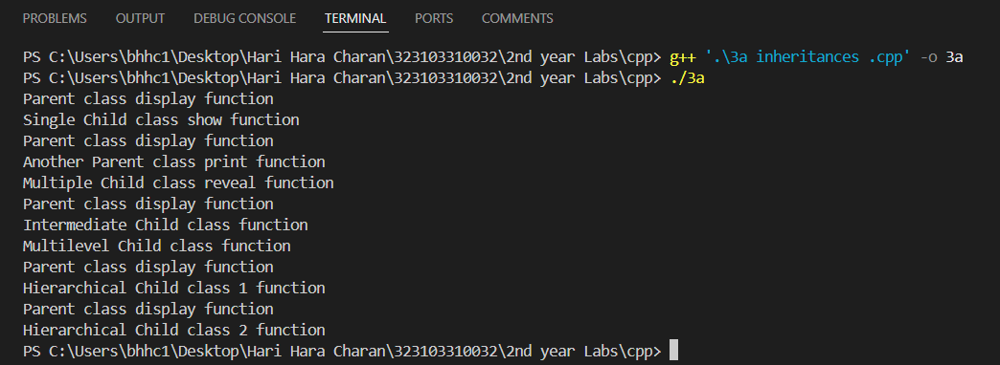 PROBLEMS OUTPUT DEBUG CONSOLE TERMINAL PORTS COMMENTS
PS C:\Users\bhhc1\Desktop\Hari Hara Charan\323103310032\2nd year Labs\cpp> g++ '.\3a inheritances .cpp' -o 3a
PS C:\Users\bhhc1\Desktop\Hari Hara Charan\323103310032\2nd year Labs\cpp> ./3a
Parent class display function
Single Child class show function
Parent class display function
Another Parent class print function
Multiple Child class reveal function
Parent class display function
Intermediate Child class function
Multilevel Child class function
Parent class display function
Hierarchical Child class 1 function
Parent class display function
Hierarchical Child class 2 function
PS C:\Users\bhhc1\Desktop\Hari Hara Charan\323103310032\2nd year Labs\cpp>